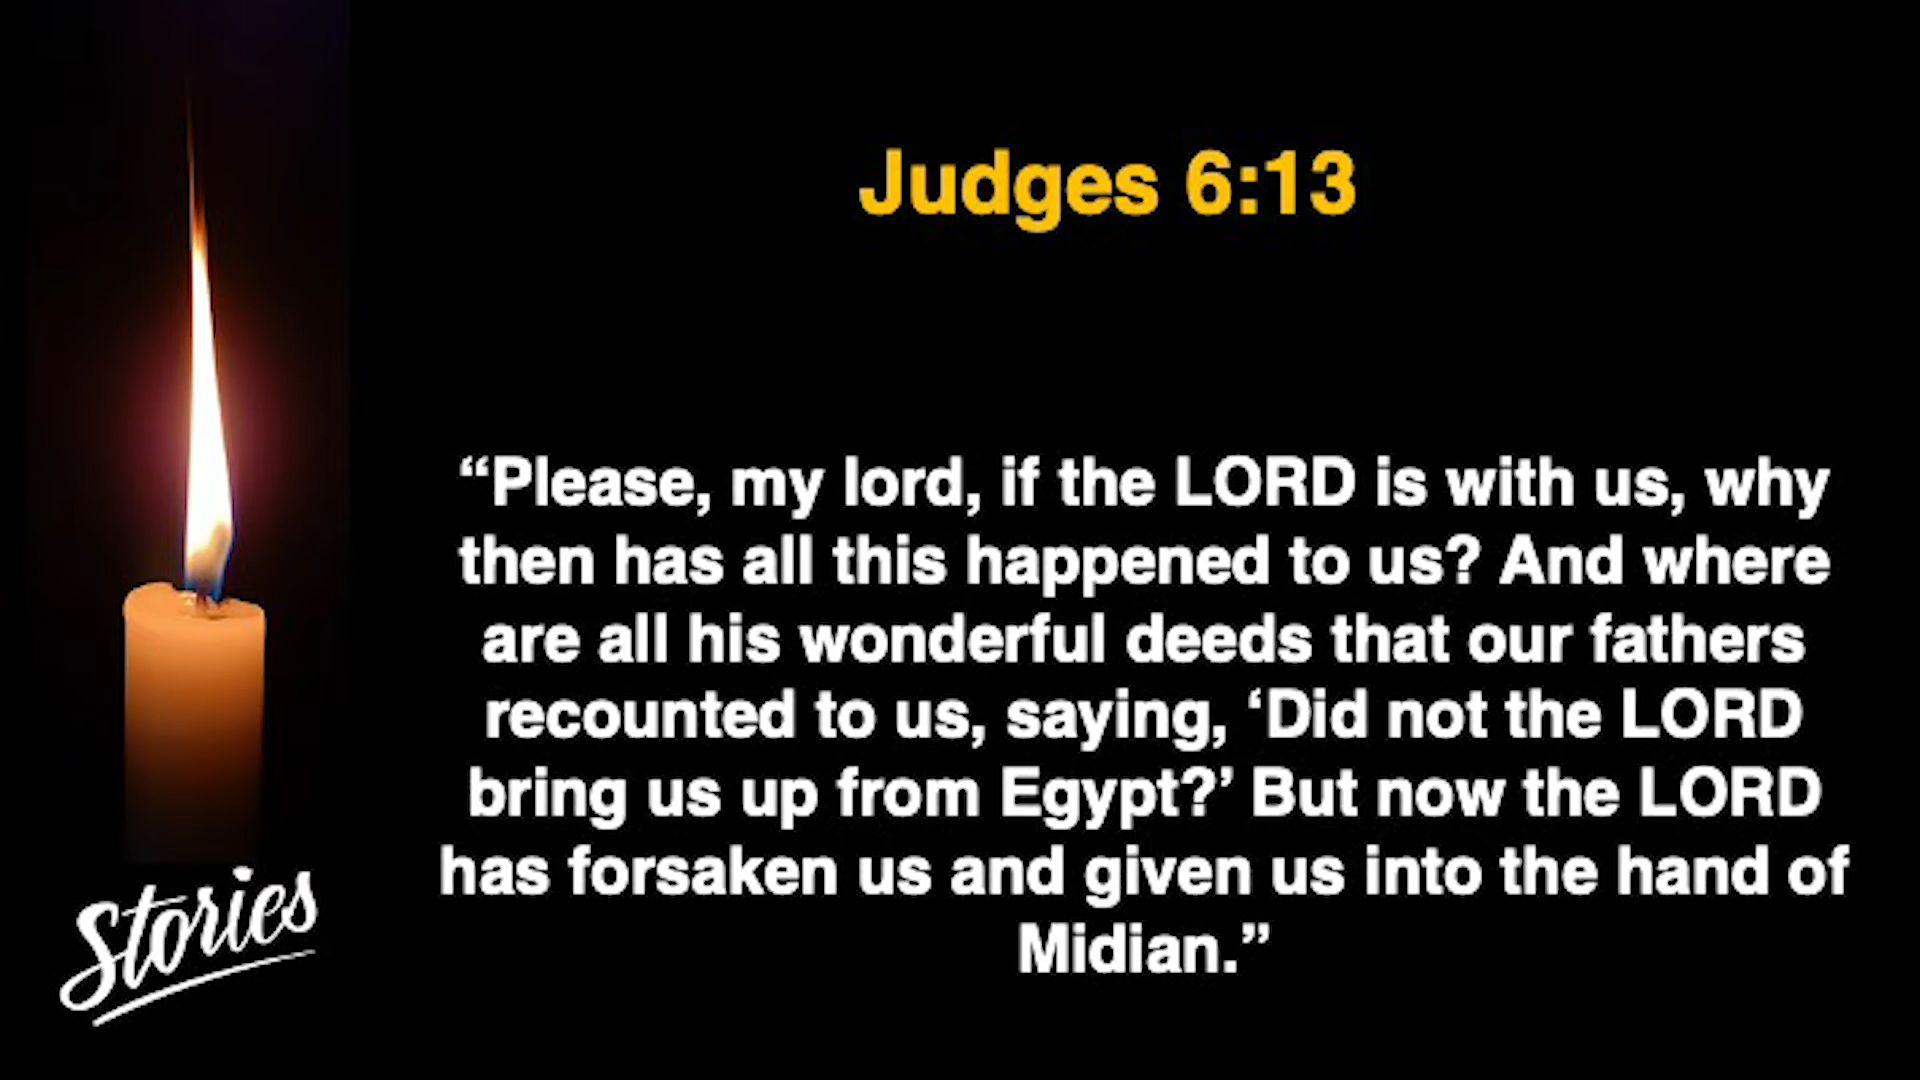 Judges 6:13
“Please, my lord, if the LORD is with us, why
then has all this happened to us? And where
are all his wonderful deeds that our fathers
recounted to us, saying, ‘Did not the LORD
bring us up from Egypt?’ But now the LORD
has forsaken us and given us into the hand of
Midian.”
Stories